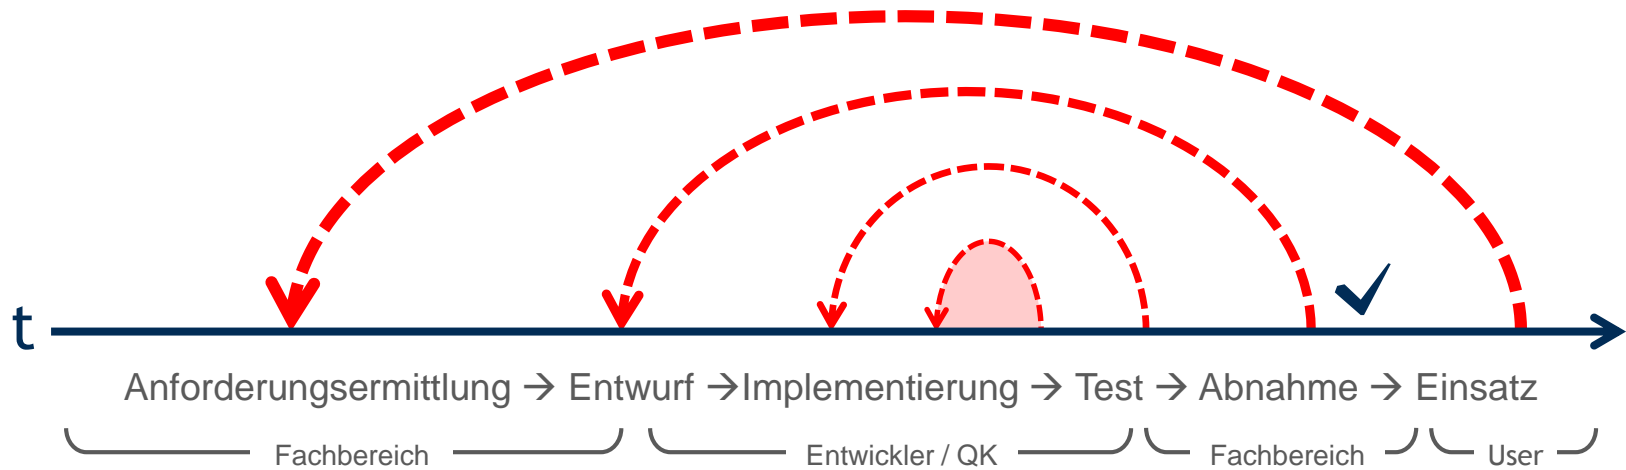 t
Anforderungsermittlung → Entwurf →Implementierung → Test → Abnahme → Einsatz
Fachbereich Entwickler / QK Fachbereich User